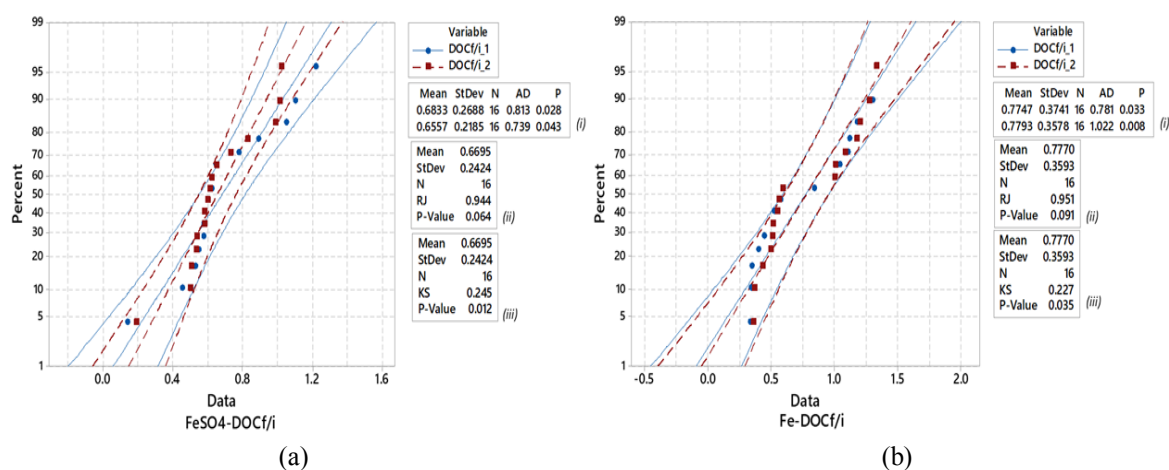 99
95
90
80
70
60
50
40
30
20
10
5
1
Percent
0.0 0.4 0.8 1.2 1.6
Data
FeSO4-DOCf/i
Variable
DOCf/i_1
DOCf/i_2
Mean StDev N AD P
0.6833 0.2688 16 0.813 0.028
0.6557 0.2185 16 0.739 0.043
(i)
Mean 0.6695
StDev 0.2424
N 16
RJ 0.944
P-Value 0.064
(ii)
Mean 0.6695
StDev 0.2424
N 16
KS 0.245
P-Value 0.012
(iii)
(a)
99
95
90
80
70
60
50
40
30
20
10
5
1
Percent
-0.5 0.0 0.5 1.0 1.5 2.0
Data
Fe-DOCf/i
Variable
DOCf/i_1
DOCf/i_2
Mean StDev N AD P
0.7747 0.3741 16 0.781 0.033
0.7793 0.3578 16 1.022 0.008
(i)
Mean 0.7770
StDev 0.3593
N 16
RJ 0.951
P-Value 0.091
(ii)
Mean 0.7770
StDev 0.3593
N 16
KS 0.227
P-Value 0.035
(iii)
(b)